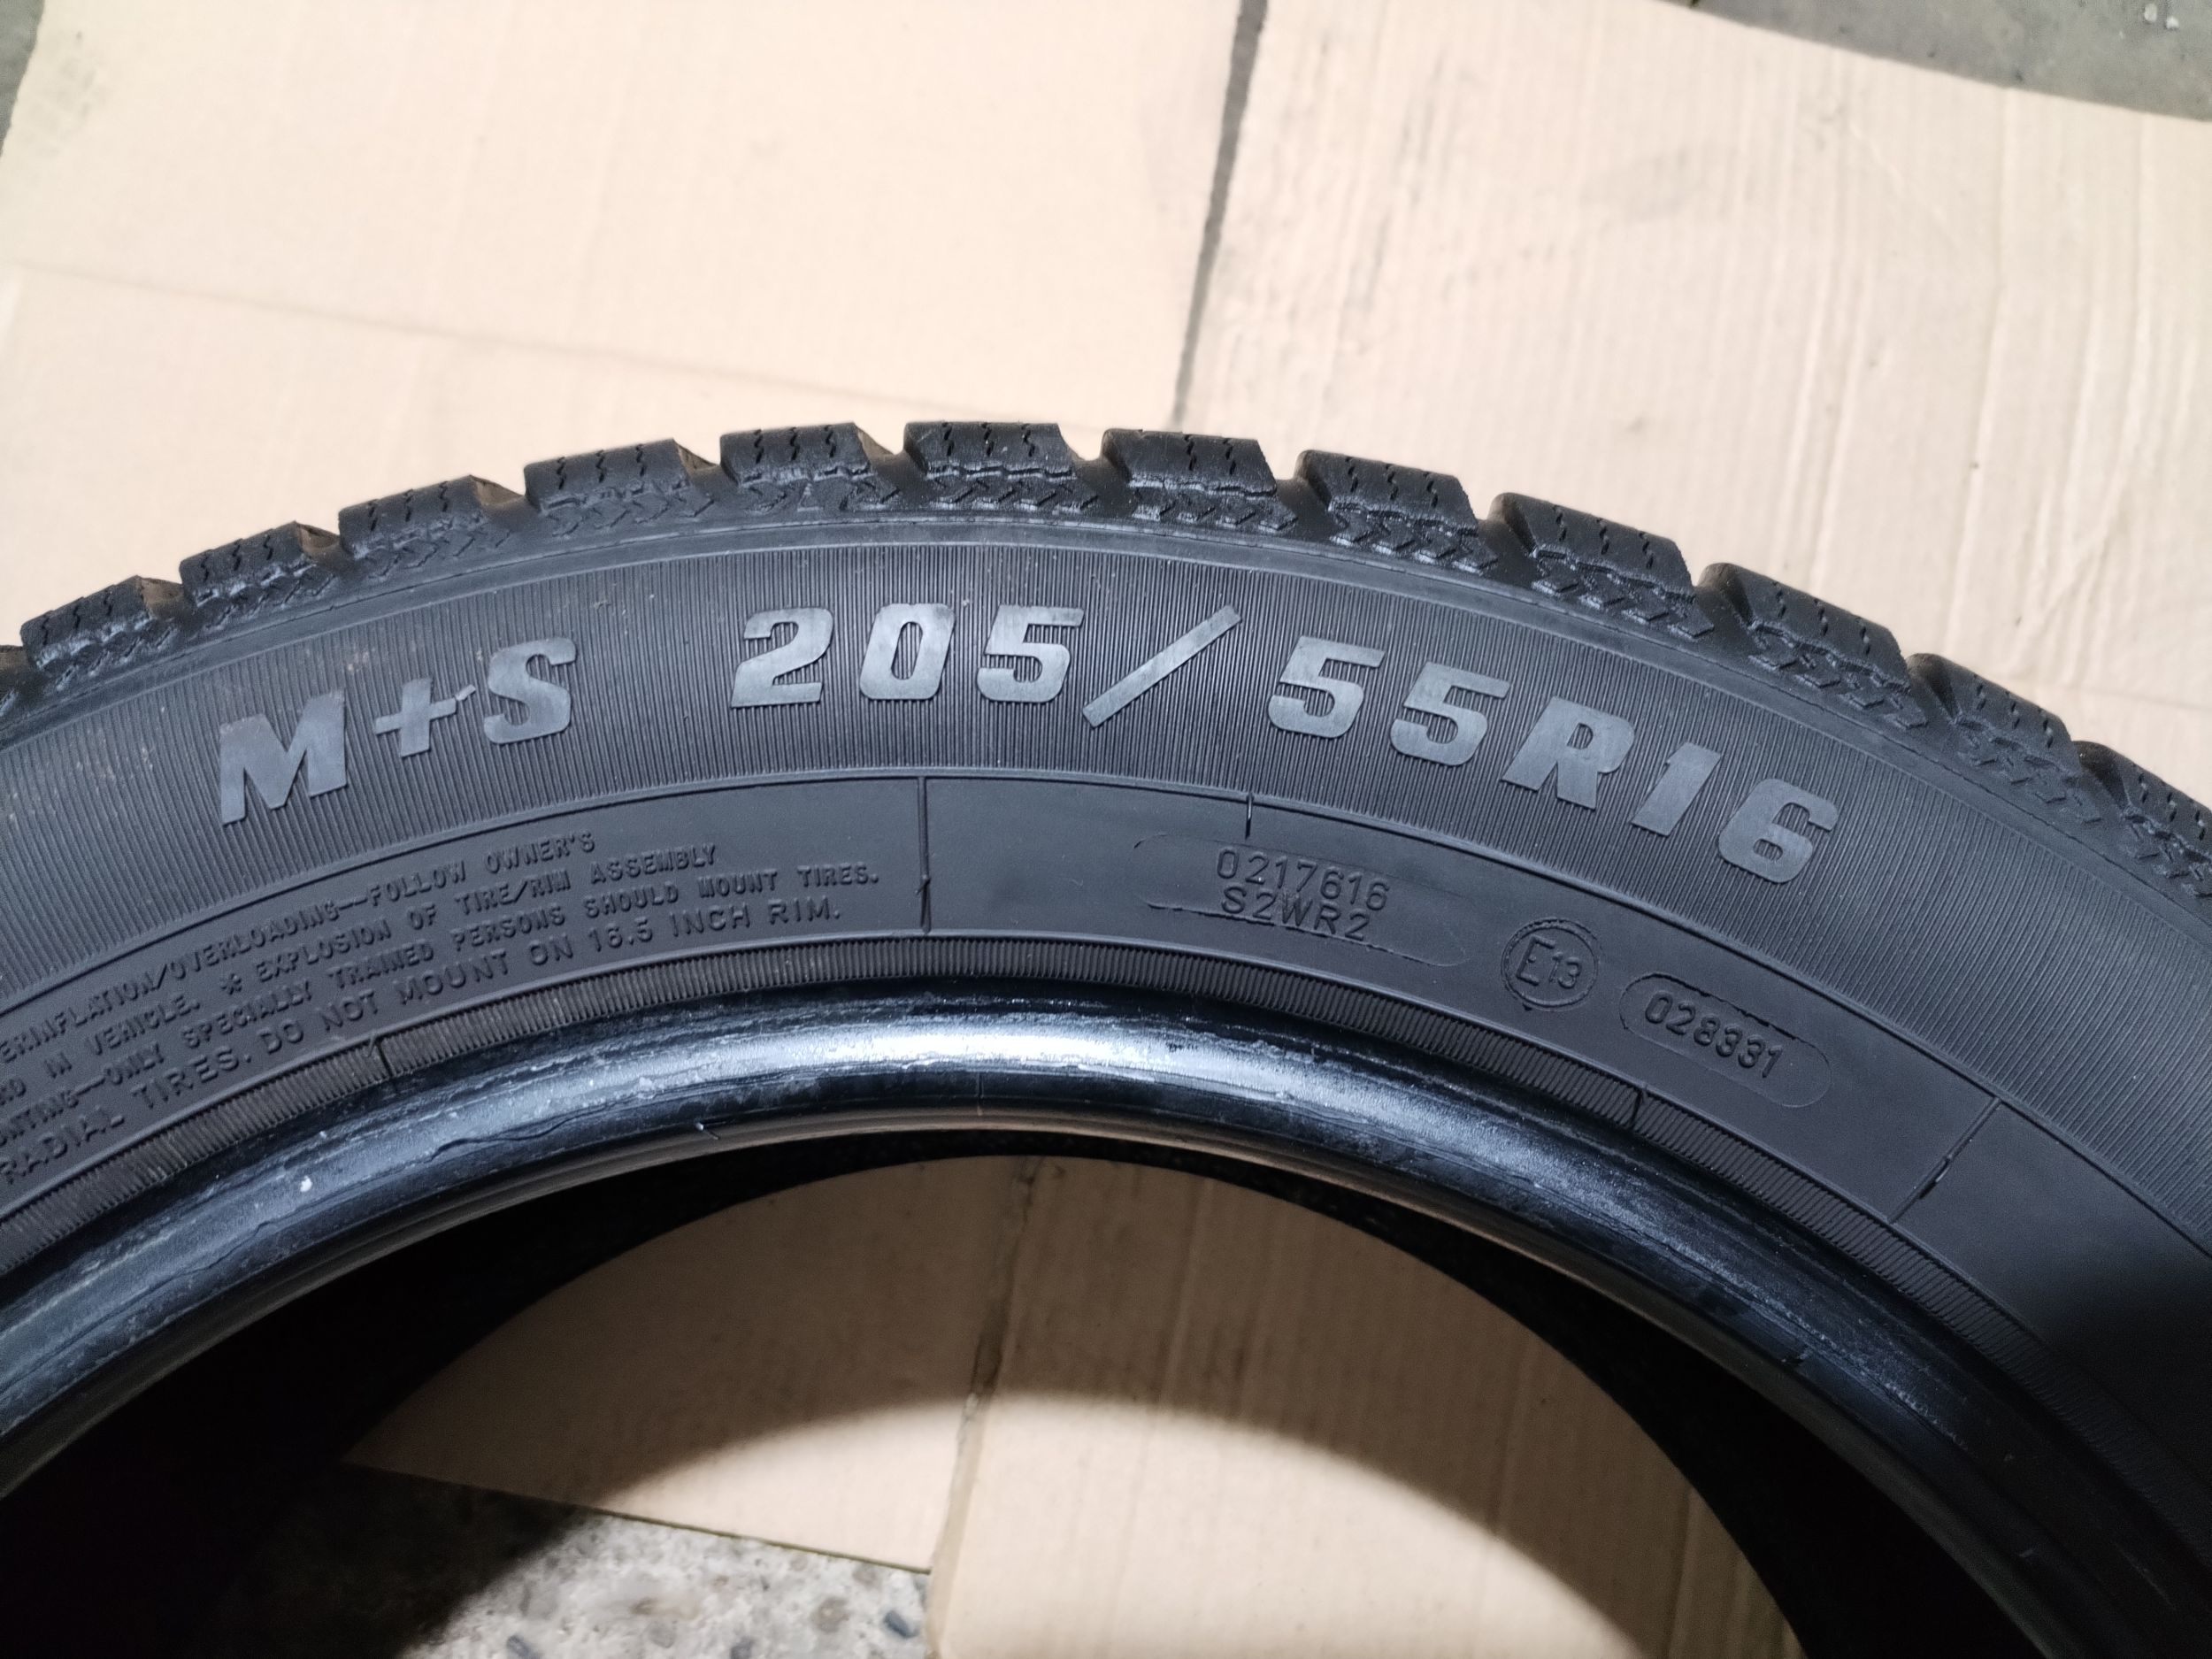 M+S 205/55R16
ERINFLATION/OVERLOADING—FOLLOW OWNER'S
IN VEHICLE. * EXPLOSION OF TIRE/RIM ASSEMBLY
ONLY SPECIALLY TRAINED PERSONS SHOULD MOUNT TIRES.
RADIAL TIRES. DO NOT MOUNT ON 16.5 INCH RIM.
0217616
S2WR2
E13
028331